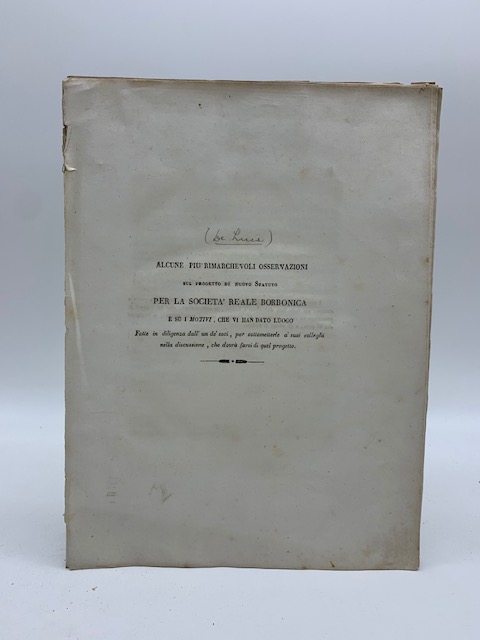 (De Luca)
ALCUNE PIU' RIMARCHEVOLI OSSERVAZIONI
SUL PROGETTO DI NUOVO STATUTO
PER LA SOCIETA' REALE BORBONICA
E SU I MOTIVI, CHE VI HAN DATO LUOGO
Fatte in diligenza dall'un de' soci, per sottometterle a' suoi colleghi
nella discussione, che dovrà farsi di quel progetto.